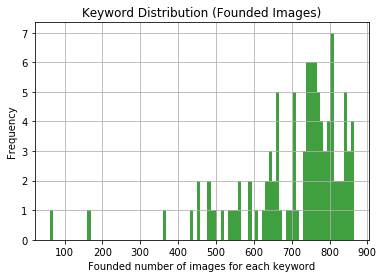 Keyword Distribution (Founded Images)
7
6
5
4
3
2
1
0
Frequency
100 200 300 400 500 600 700 800 900
Founded number of images for each keyword